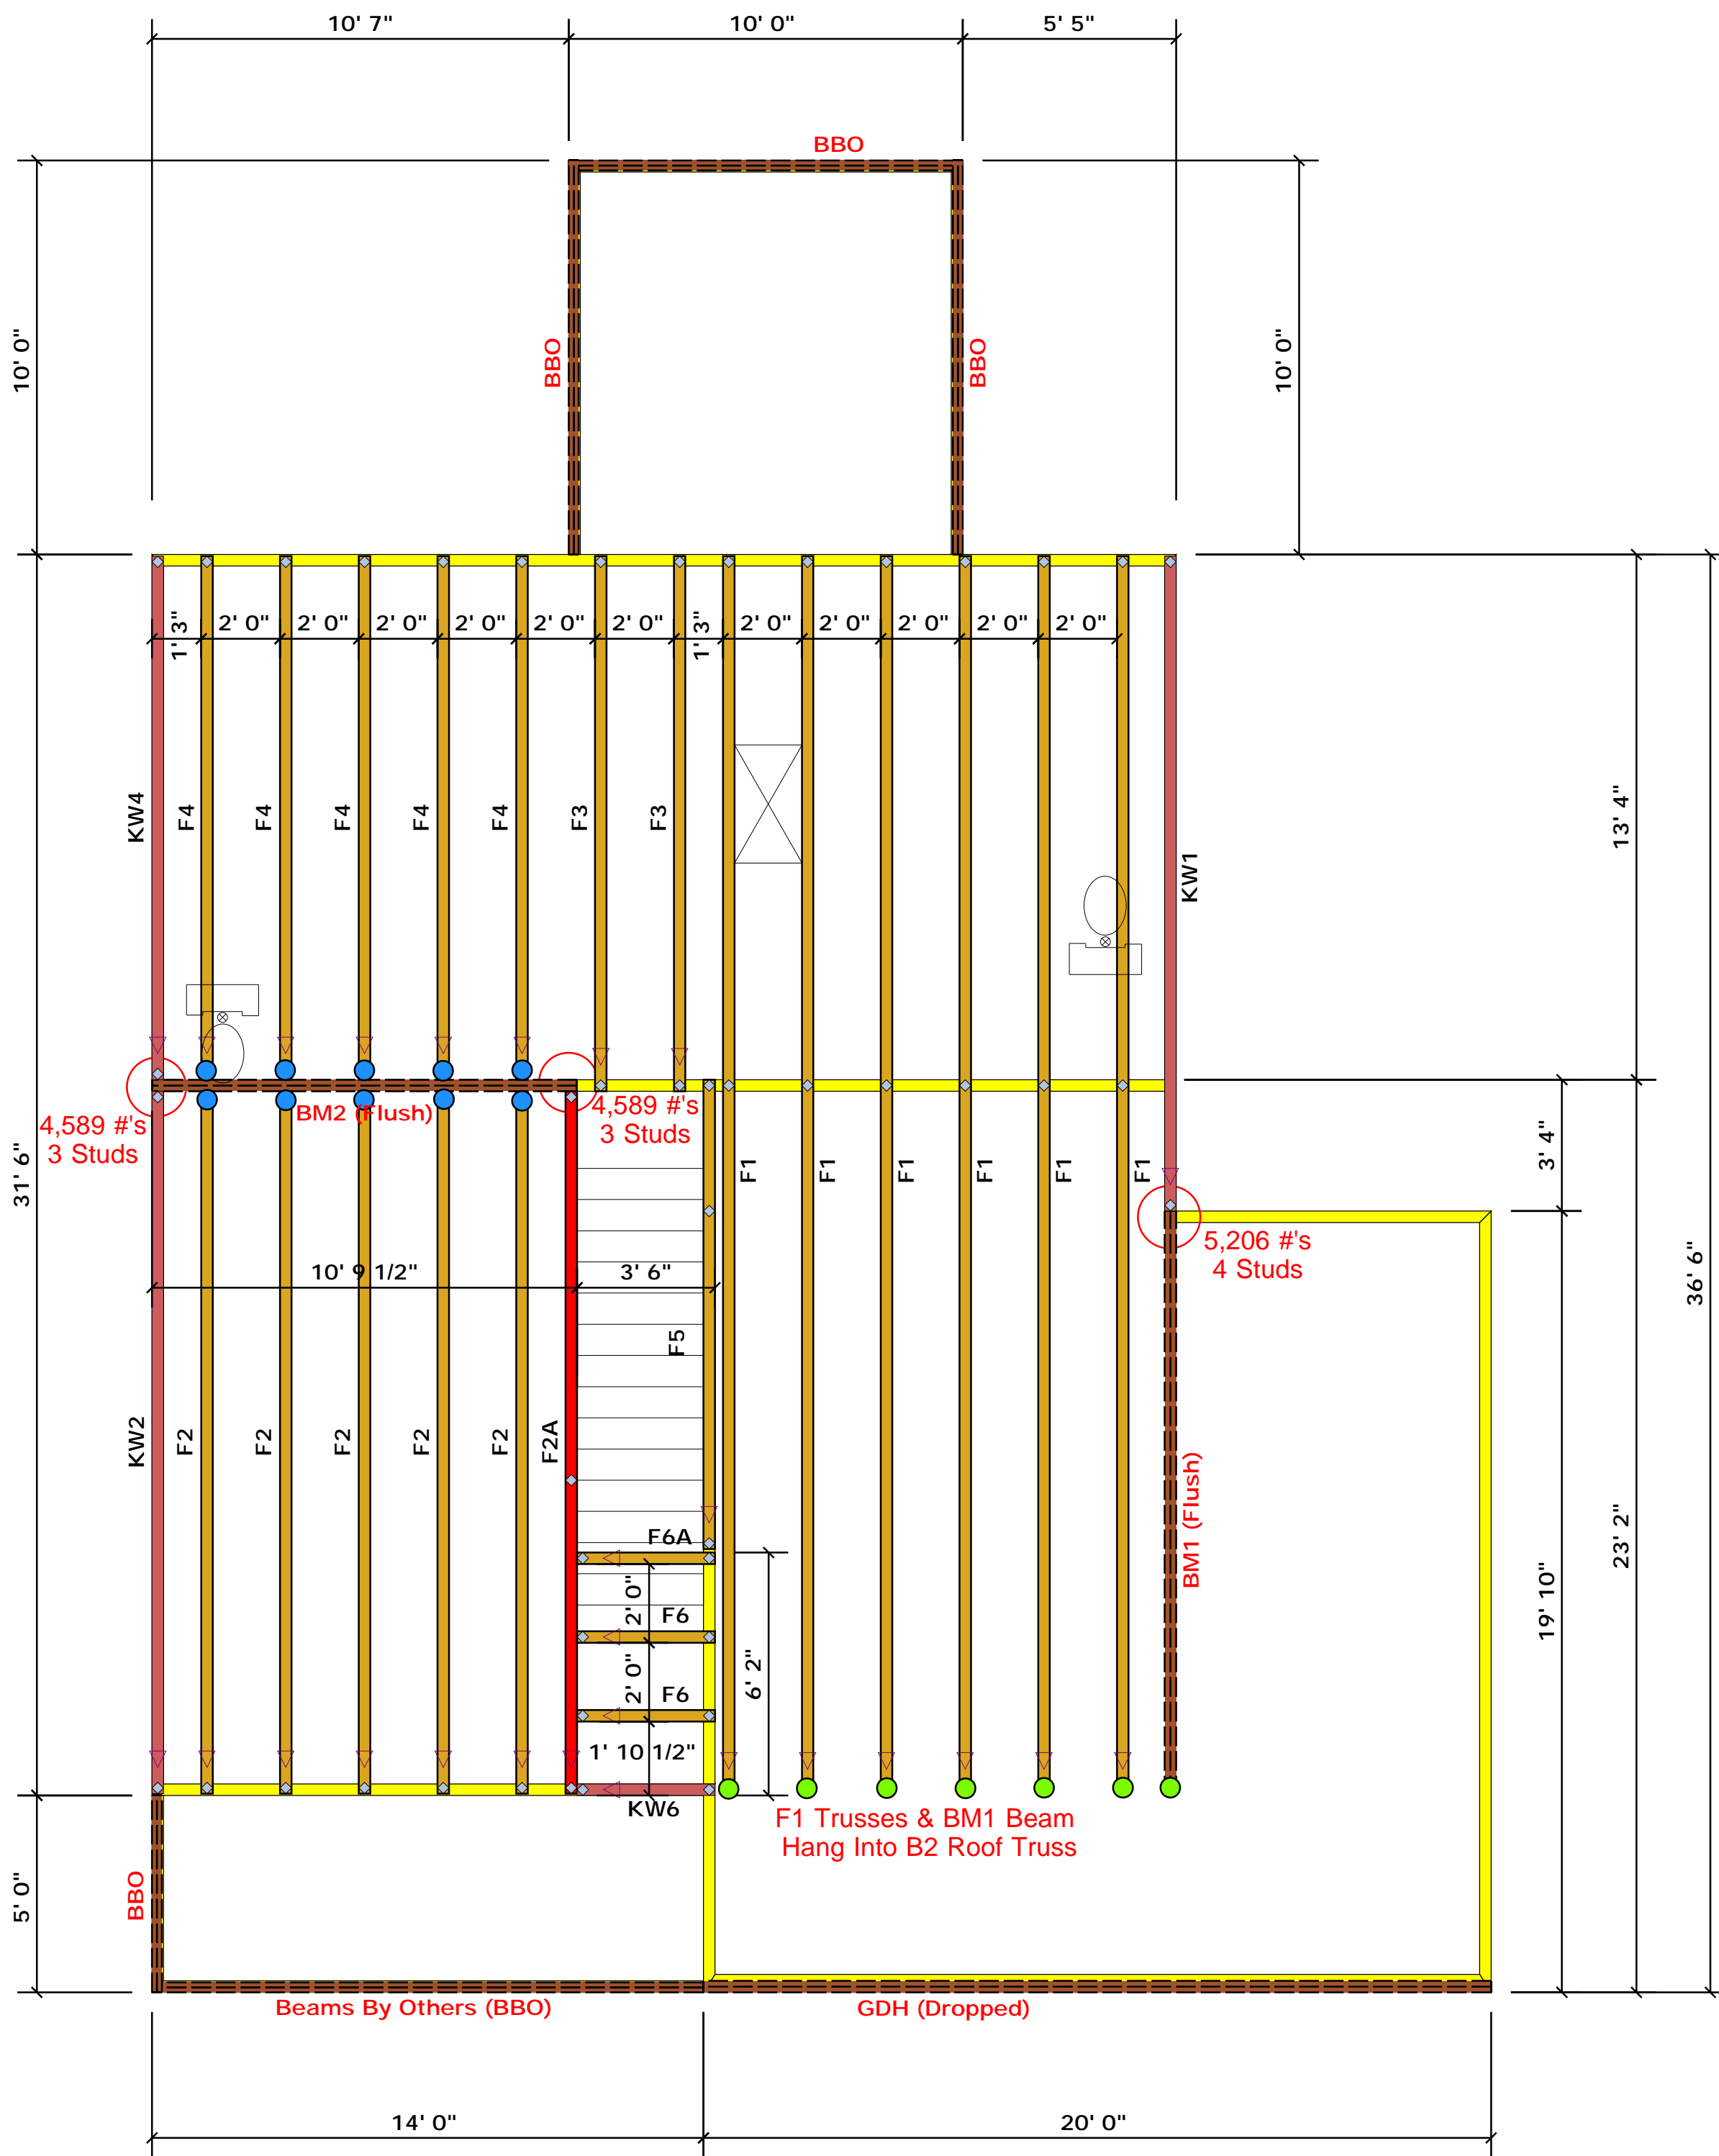 10' 7"
10' 0"
5' 5"
BBO
10' 0"
BBO
BBO
10' 0"
1' 3"
2' 0"
2' 0"
2' 0"
2' 0"
2' 0"
2' 0"
1' 3"
2' 0"
2' 0"
2' 0"
2' 0"
2' 0"
KW4
F4
F4
F4
F4
F4
F3
F3
KW1
13' 4"
BM2 (Flush)
4,589 #'s
3 Studs
4,589 #'s
3 Studs
31' 6"
F1
F1
F1
F1
F1
F1
3' 4"
5,206 #'s
4 Studs
36' 6"
10' 9 1/2"
3' 6"
F5
KW2
F2
F2
F2
F2
F2
F2A
BM1 (Flush)
23' 2"
19' 10"
F6A
2' 0"
F6
2' 0"
F6
6' 2"
1' 10 1/2"
KW6
F1 Trusses & BM1 Beam
Hang Into B2 Roof Truss
5' 0"
BBO
Beams By Others (BBO)
GDH (Dropped)
14' 0"
20' 0"